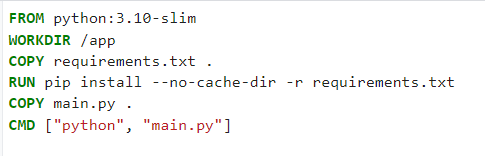 FROM python:3.10-slim
WORKDIR /app
COPY requirements.txt .
RUN pip install --no-cache-dir -r requirements.txt
COPY main.py .
CMD ["python", "main.py"]